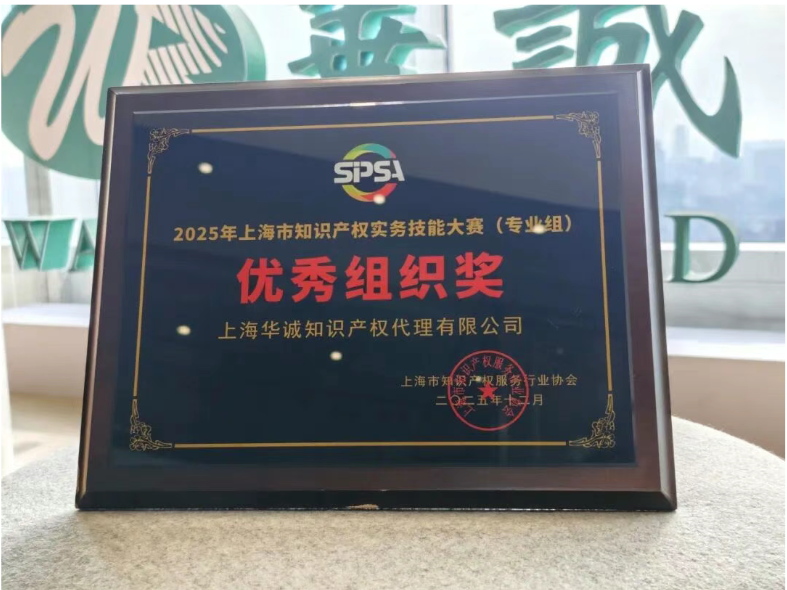 華誠
WA
D
SPSA
2025年上海市知识产权实务技能大赛（专业组）
优秀组织奖
上海华诚知识产权代理有限公司
上海市知识产权服务行业协会
二〇二五年十二月